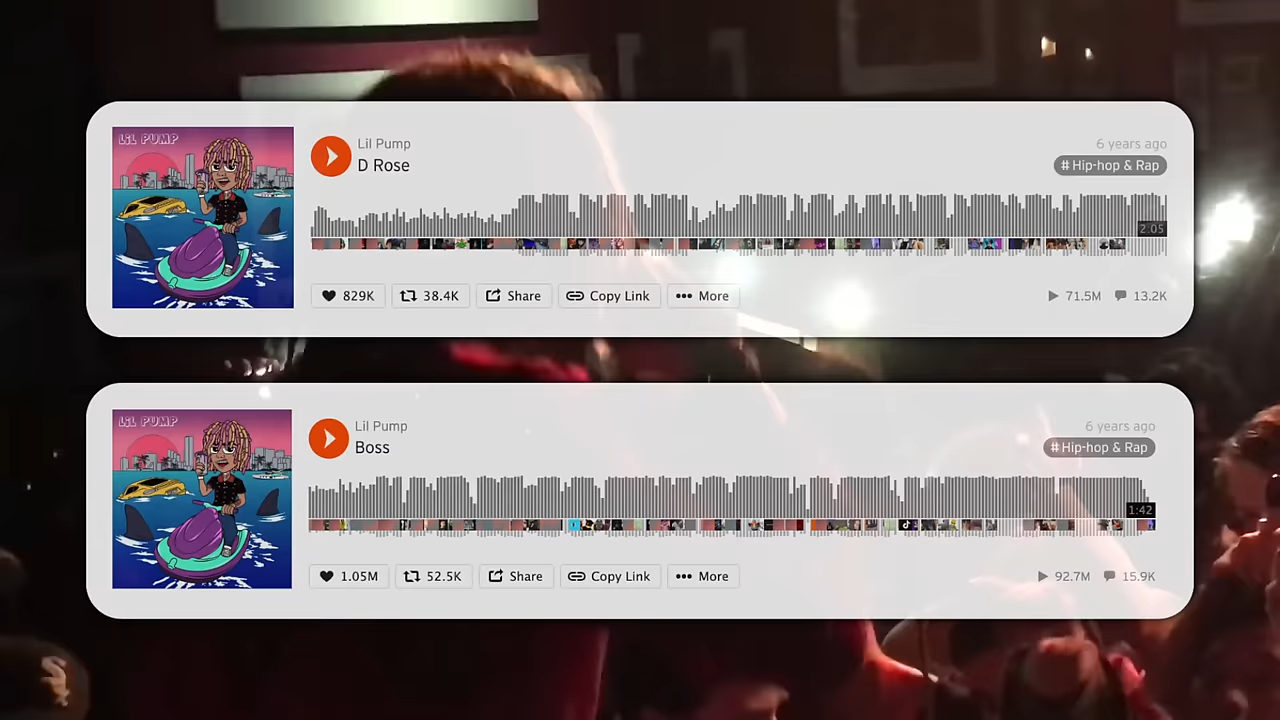 LiL PUMP
Lil Pump
D Rose
6 years ago
# Hip-hop & Rap
2:05
829K
38.4K
Share
Copy Link
More
71.5M
13.2K
LiL PUMP
Lil Pump
Boss
6 years ago
# Hip-hop & Rap
1:42
1.05M
52.5K
Share
Copy Link
More
92.7M
15.9K